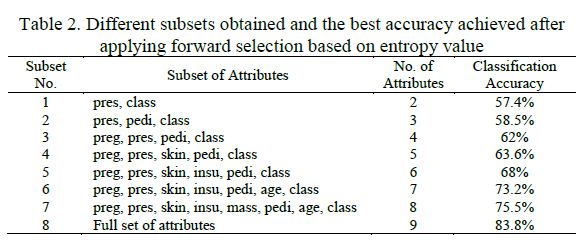 Table 2. Different subsets obtained and the best accuracy achieved after
applying forward selection based on entropy value
Subset No. Subset of Attributes No. of Attributes Classification Accuracy
1 pres, class 2 57.4%
2 pres, pedi, class 3 58.5%
3 preg, pres, pedi, class 4 62%
4 preg, pres, skin, pedi, class 5 63.6%
5 preg, pres, skin, insu, pedi, class 6 68%
6 preg, pres, skin, insu, pedi, age, class 7 73.2%
7 preg, pres, skin, insu, mass, pedi, age, class 8 75.5%
8 Full set of attributes 9 83.8%